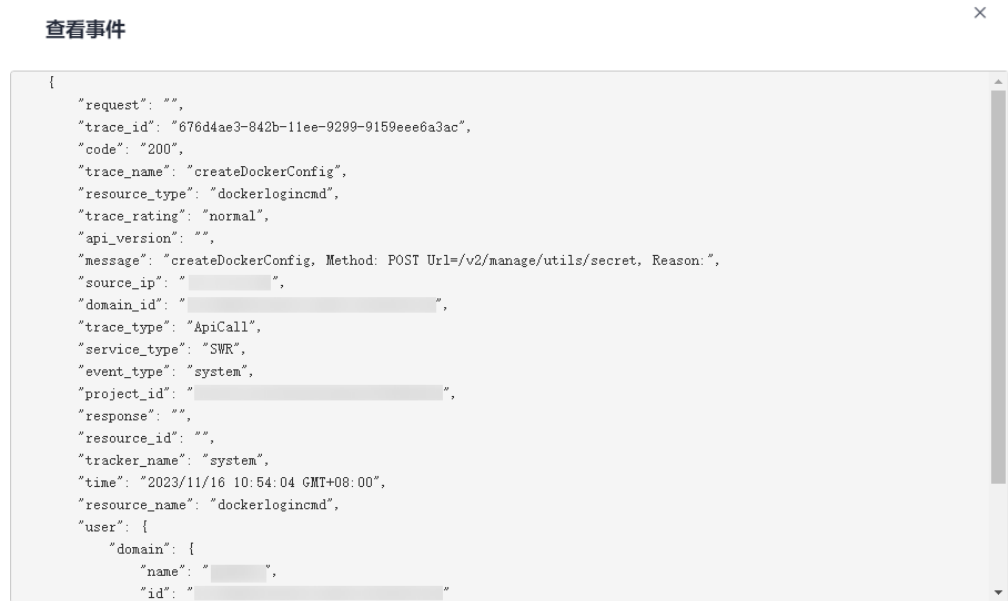 查看事件
{
"request": "",
"trace_id": "676d4ae3-842b-11ee-9299-9159eee6a3ac",
"code": "200",
"trace_name": "createDockerConfig",
"resource_type": "dockerlogincmd",
"trace_rating": "normal",
"api_version": "",
"message": "createDockerConfig, Method: POST Url=/v2/manage/utils/secret, Reason:",
"source_ip": " ",
"domain_id": " ",
"trace_type": "ApiCall",
"service_type": "SWR",
"event_type": "system",
"project_id": " ",
"response": "",
"resource_id": "",
"tracker_name": "system",
"time": "2023/11/16 10:54:04 GMT+08:00",
"resource_name": "dockerlogincmd",
"user": {
"domain": {
"name": " ",
"id": " "